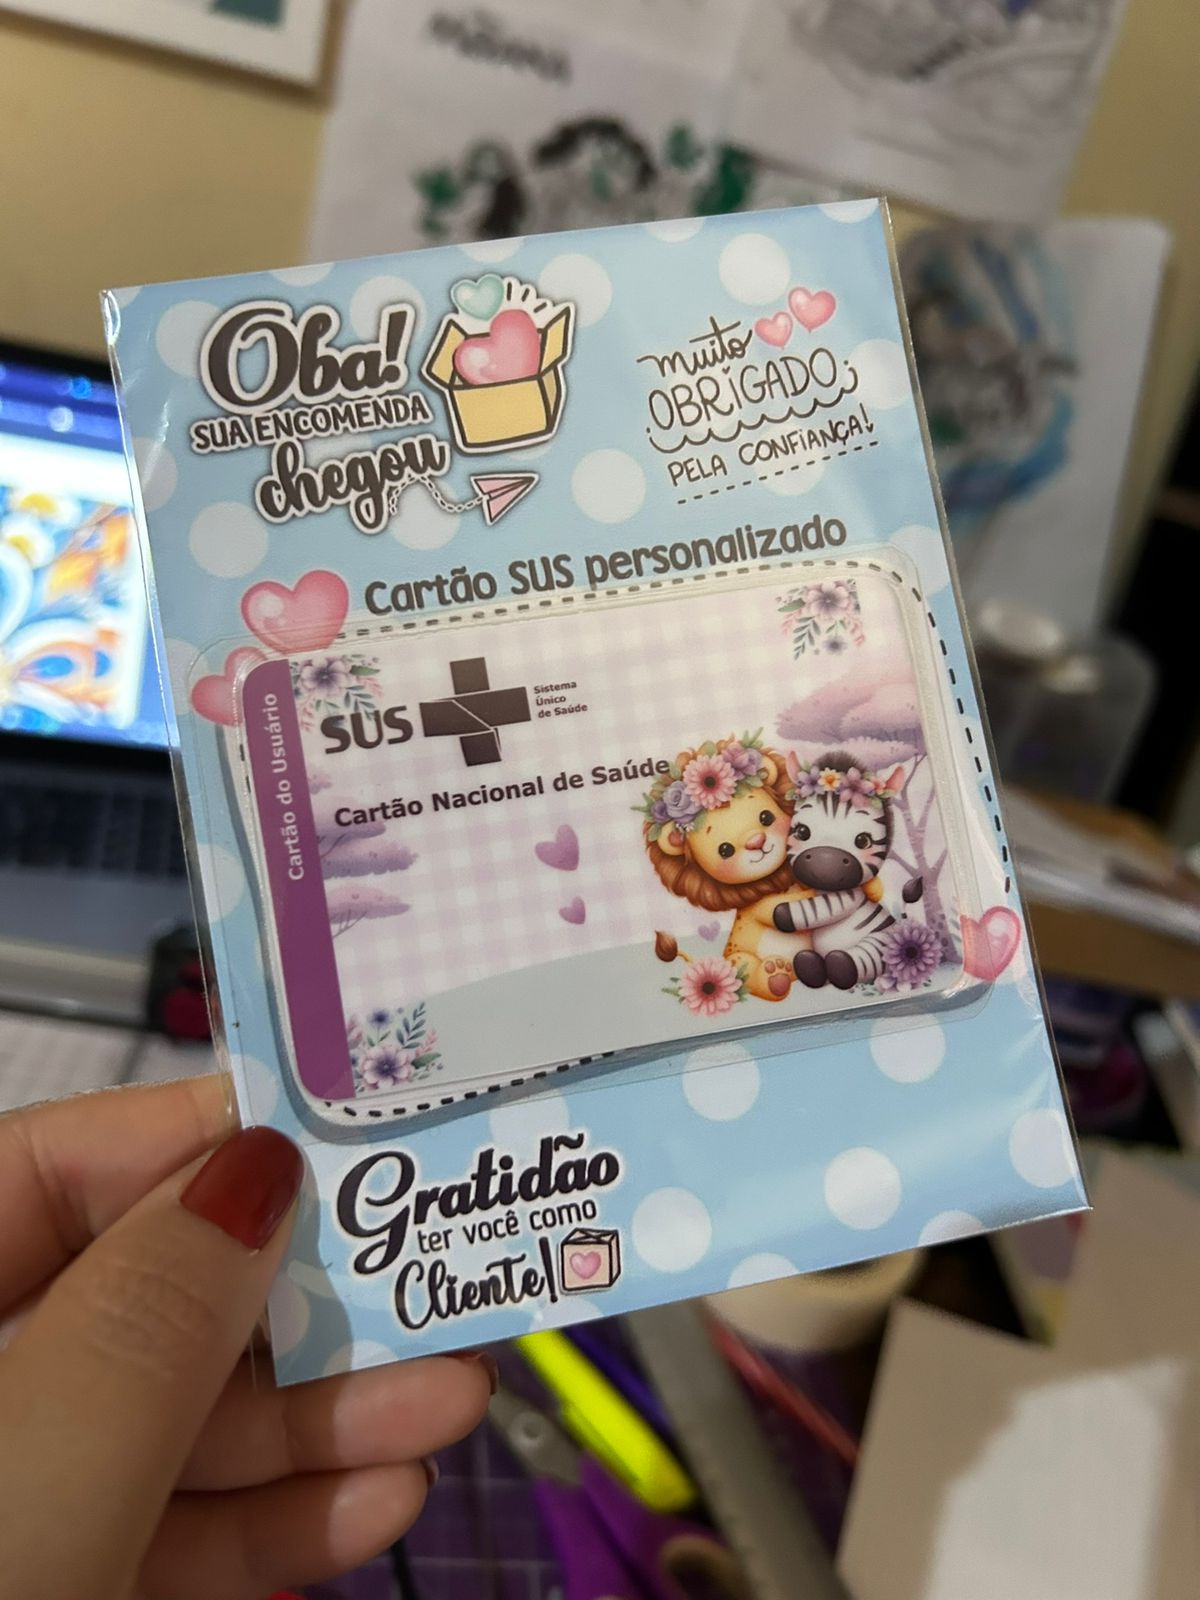 Oba!
SUA ENCOMENDA
chegou
muito
OBRIGADO
PELA CONFIANÇA!
Cartão SUS personalizado
Cartão do Usuário
SUS
Sistema
Único
de Saúde
Cartão Nacional de Saúde
Gratidão
ter você como
Cliente!